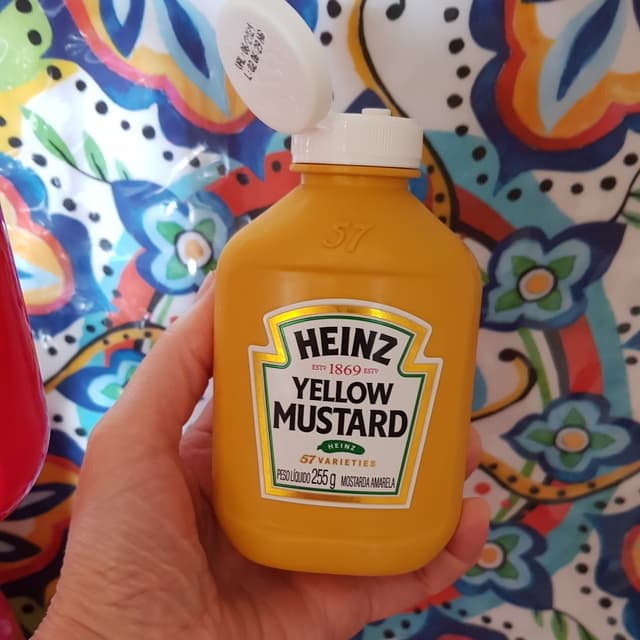 57
HEINZ
ESTD 1869 ESTD
YELLOW
MUSTARD
HEINZ
57 VARIETIES
PESO LÍQUIDO 255 g MOSTARDA AMARELA